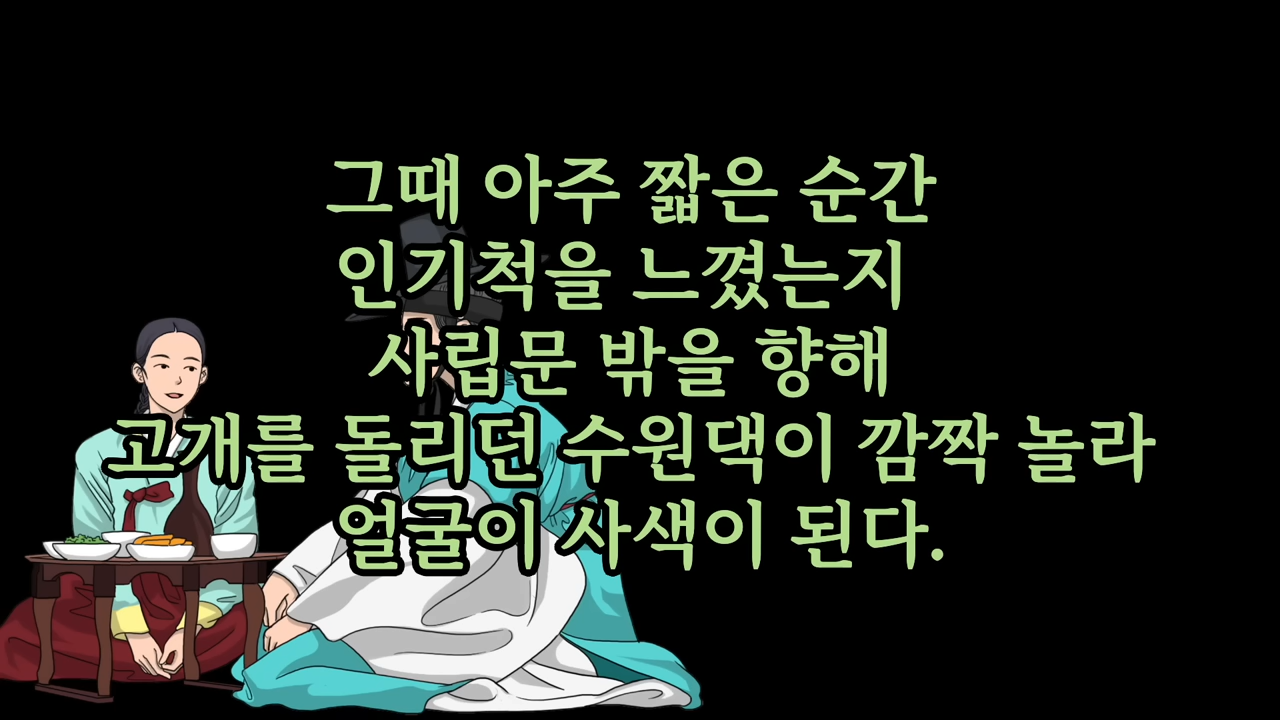 그때 아주 짧은 순간
인기척을 느꼈는지
사립문 밖을 향해
고개를 돌리던 수원댁이 깜짝 놀라
얼굴이 사색이 된다.